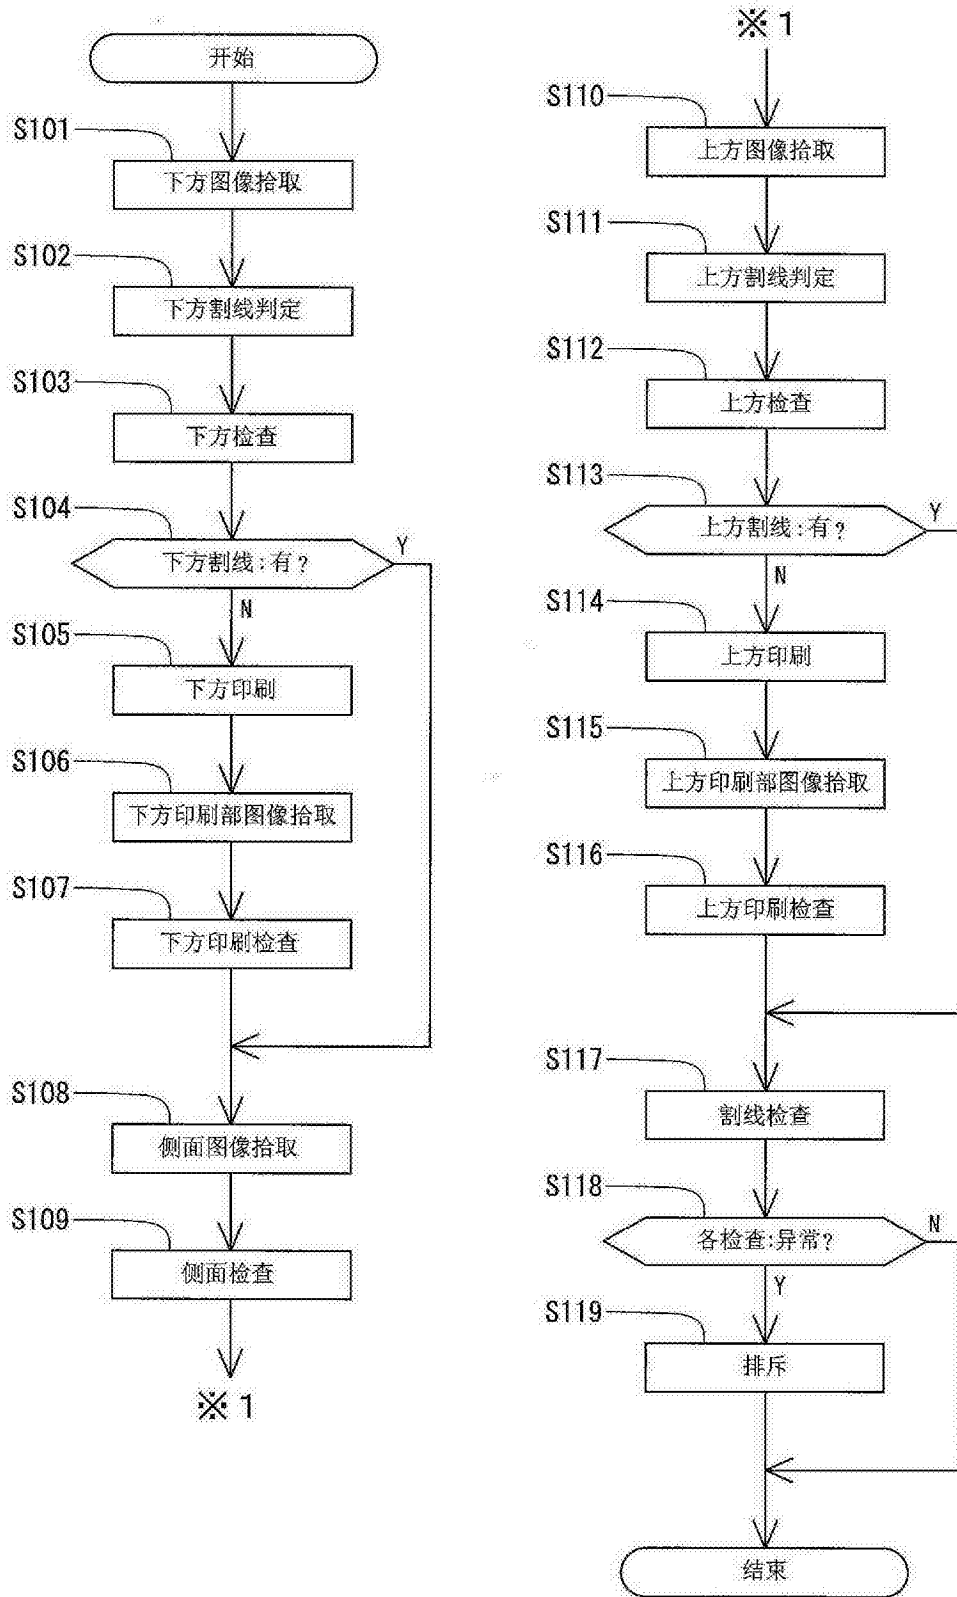 开始
S101
下方图像拾取
S102
下方割线判定
S103
下方检查
S104
下方割线:有?
Y
N
S105
下方印刷
S106
下方印刷部图像拾取
S107
下方印刷检查
S108
侧面图像拾取
S109
侧面检查
※1
※1
S110
上方图像拾取
S111
上方割线判定
S112
上方检查
S113
上方割线:有?
Y
N
S114
上方印刷
S115
上方印刷部图像拾取
S116
上方印刷检查
S117
割线检查
S118
各检查:异常?
N
Y
S119
排斥
结束